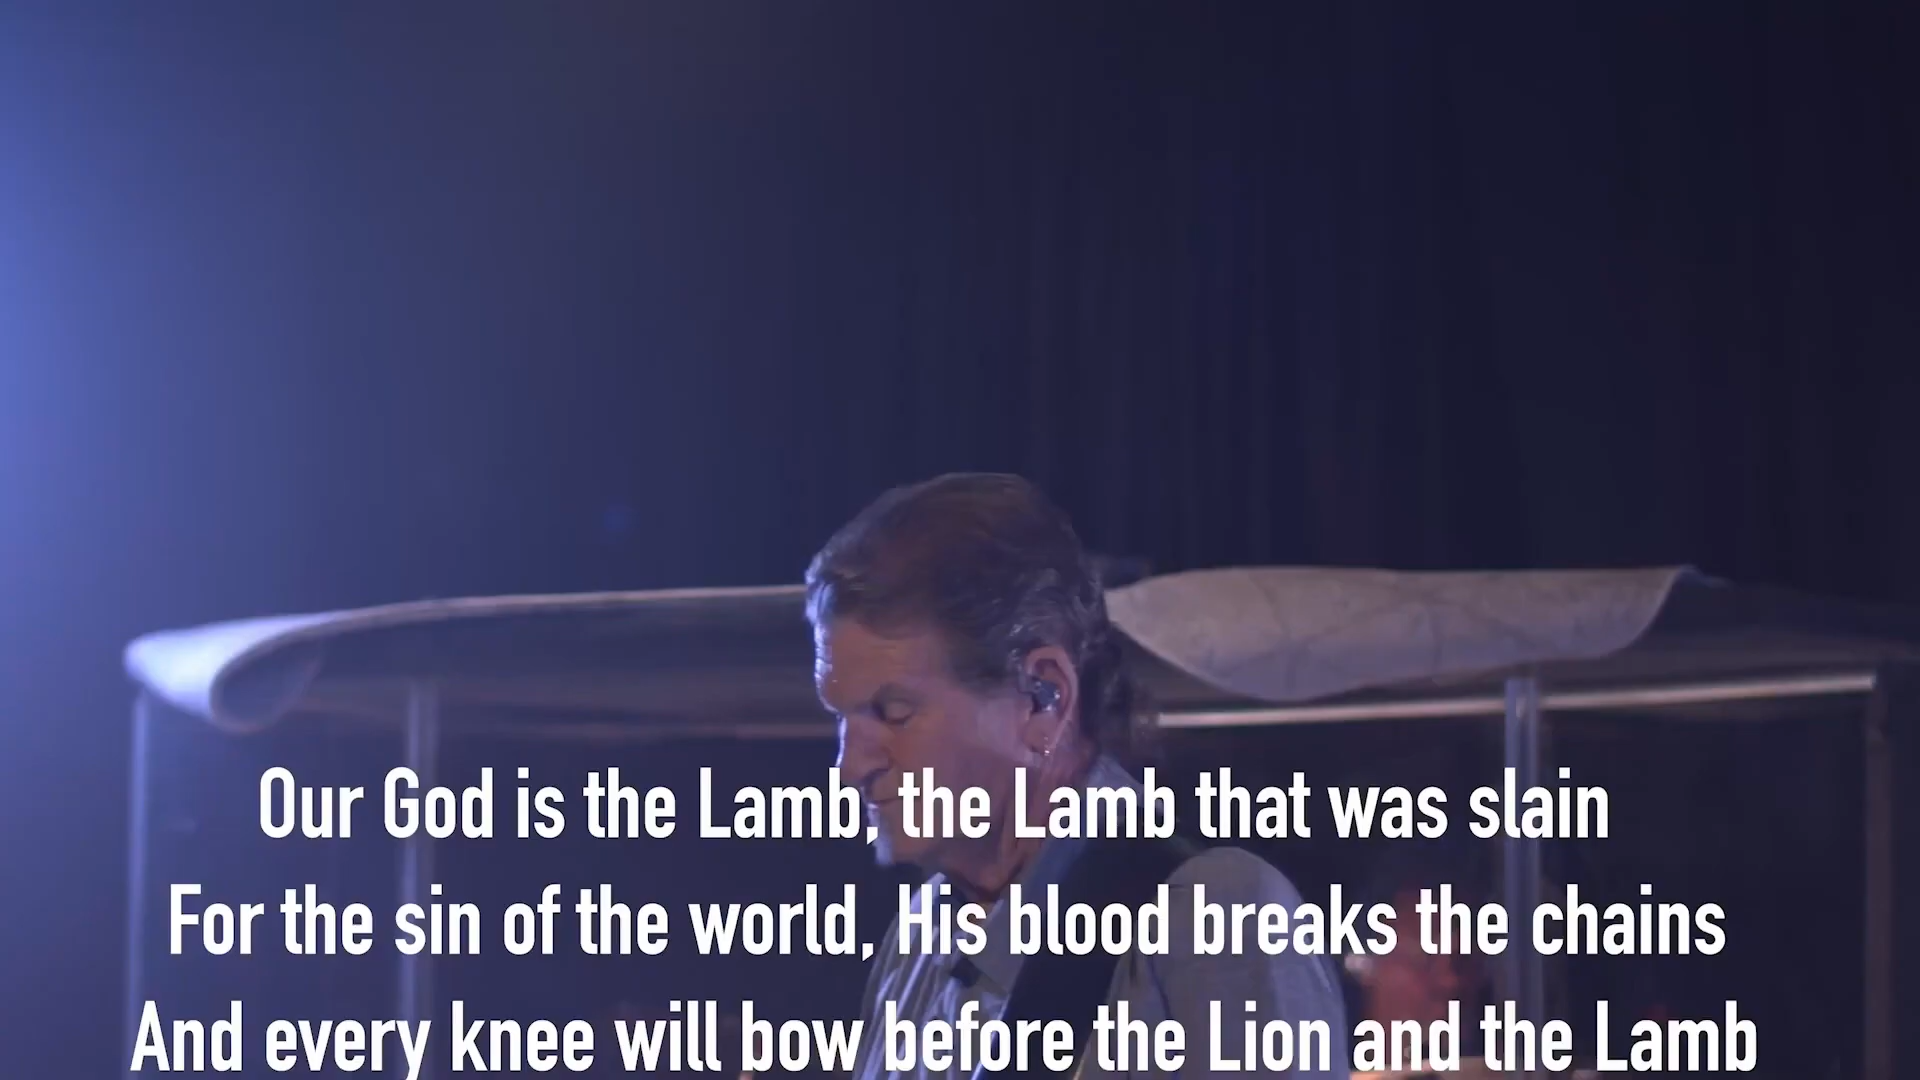 Our God is the Lamb, the Lamb that was slain
For the sin of the world, His blood breaks the chains
And every knee will bow before the Lion and the Lamb